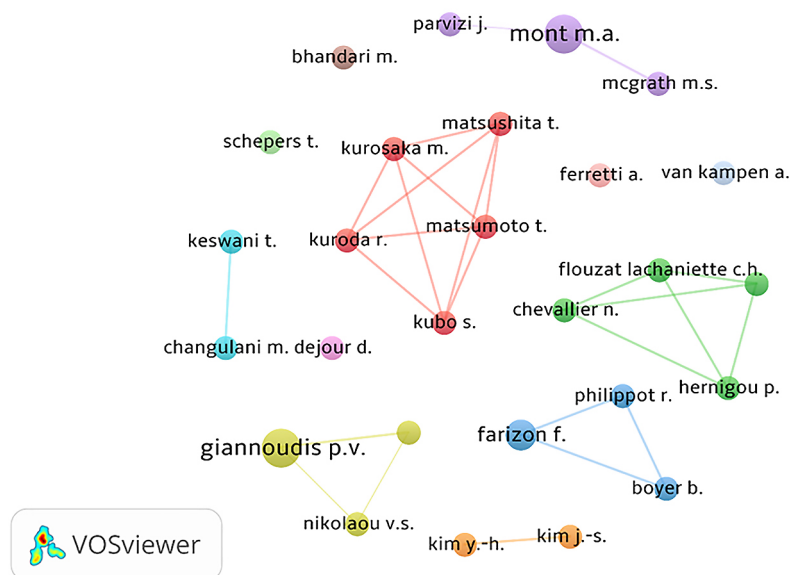 parvizi j.
mont m.a.
bhandari m.
mcgrath m.s.
matsushita t.
schepers t.
kurosaka m.
ferretti a.
van kampen a.
keswani t.
kuroda r.
matsumoto t.
flouzat lachaniette c.h.
chevallier n.
kubo s.
changulani m.
dejour d.
philippot r.
hernigou p.
giannoudis p.v.
farizon f.
boyer b.
nikolaou v.s.
kim y.-h.
kim j.-s.
VOSviewer